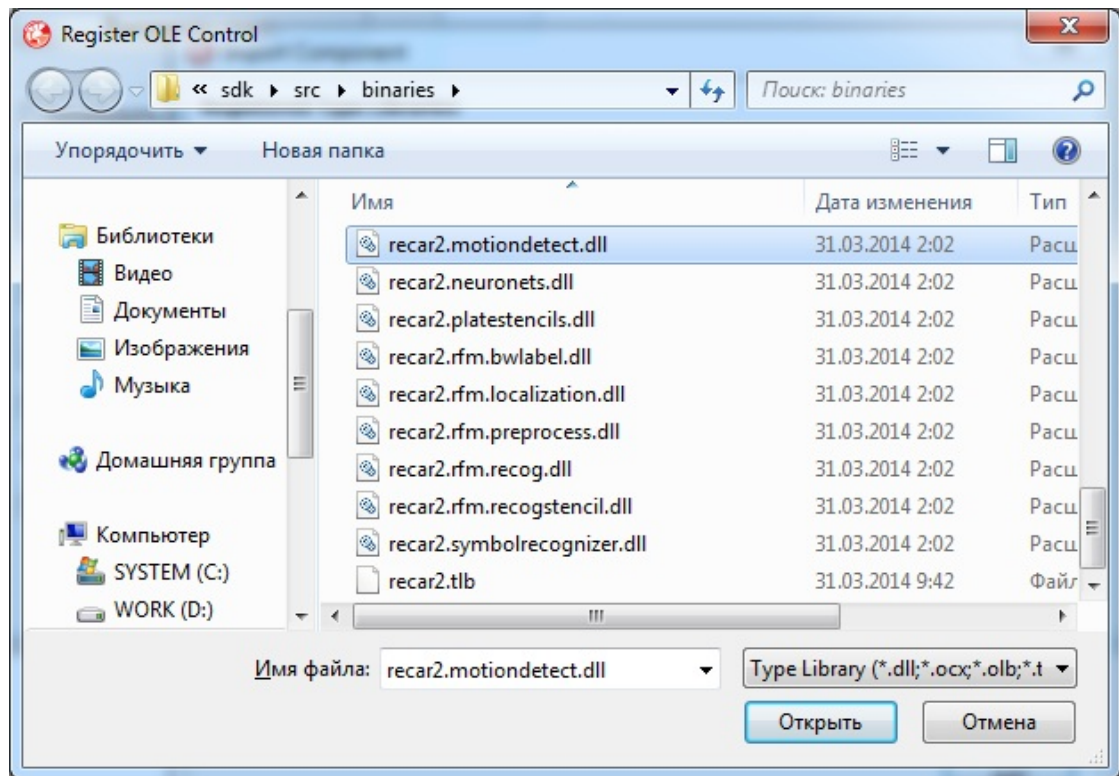 Register OLE Control
« sdk src binaries
Поиск: binaries
Упорядочить
Новая папка
Имя
Дата изменения
Тип
Библиотеки
Видео
Документы
Изображения
Музыка
Домашняя группа
Компьютер
SYSTEM (C:)
WORK (D:)
recar2.motiondetect.dll 31.03.2014 2:02 Расш
recar2.neuronets.dll 31.03.2014 2:02 Расш
recar2.platestencils.dll 31.03.2014 2:02 Расш
recar2.rfm.bwlabel.dll 31.03.2014 2:02 Расш
recar2.rfm.localization.dll 31.03.2014 2:02 Расш
recar2.rfm.preprocess.dll 31.03.2014 2:02 Расш
recar2.rfm.recog.dll 31.03.2014 2:02 Расш
recar2.rfm.recogstencil.dll 31.03.2014 2:02 Расш
recar2.symbolrecognizer.dll 31.03.2014 2:02 Расш
recar2.tlb 31.03.2014 9:42 Файл
Имя файла: recar2.motiondetect.dll
Type Library (*.dll;*.ocx;*.olb;*.t
Открыть
Отмена